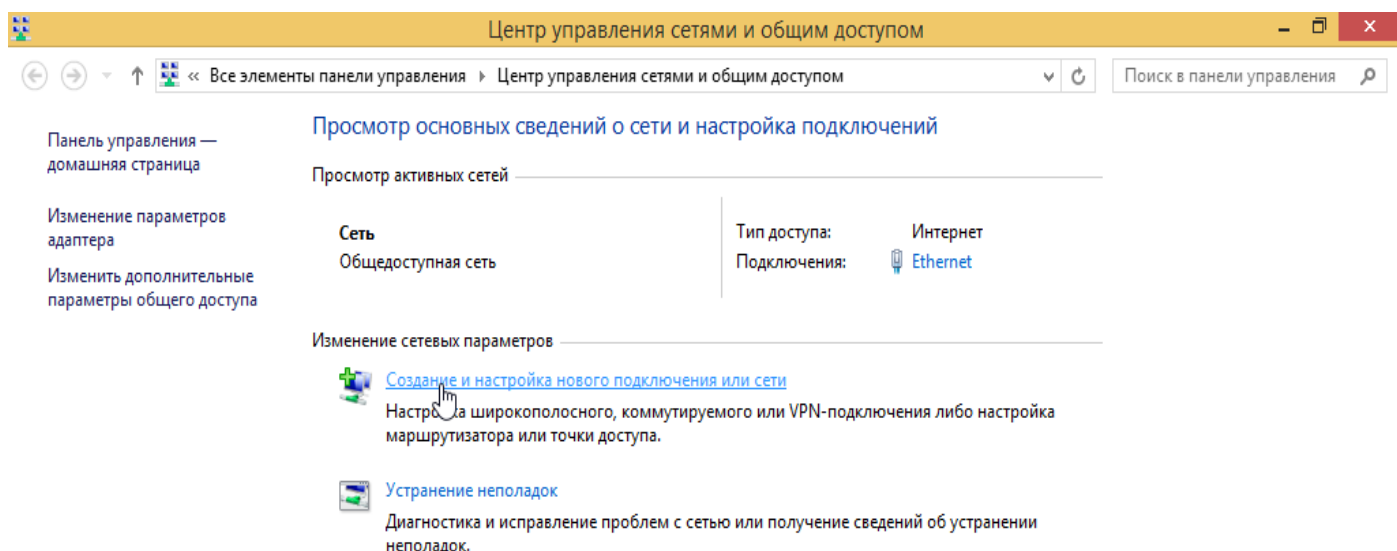 Центр управления сетями и общим доступом
« Все элементы панели управления Центр управления сетями и общим доступом
Поиск в панели управления
Панель управления —
домашняя страница
Изменение параметров
адаптера
Изменить дополнительные
параметры общего доступа
Просмотр основных сведений о сети и настройка подключений
Просмотр активных сетей
Сеть
Общедоступная сеть
Тип доступа: Интернет
Подключения: Ethernet
Изменение сетевых параметров
Создание и настройка нового подключения или сети
Настройка широкополосного, коммутируемого или VPN-подключения либо настройка
маршрутизатора или точки доступа.
Устранение неполадок
Диагностика и исправление проблем с сетью или получение сведений об устранении
неполадок.